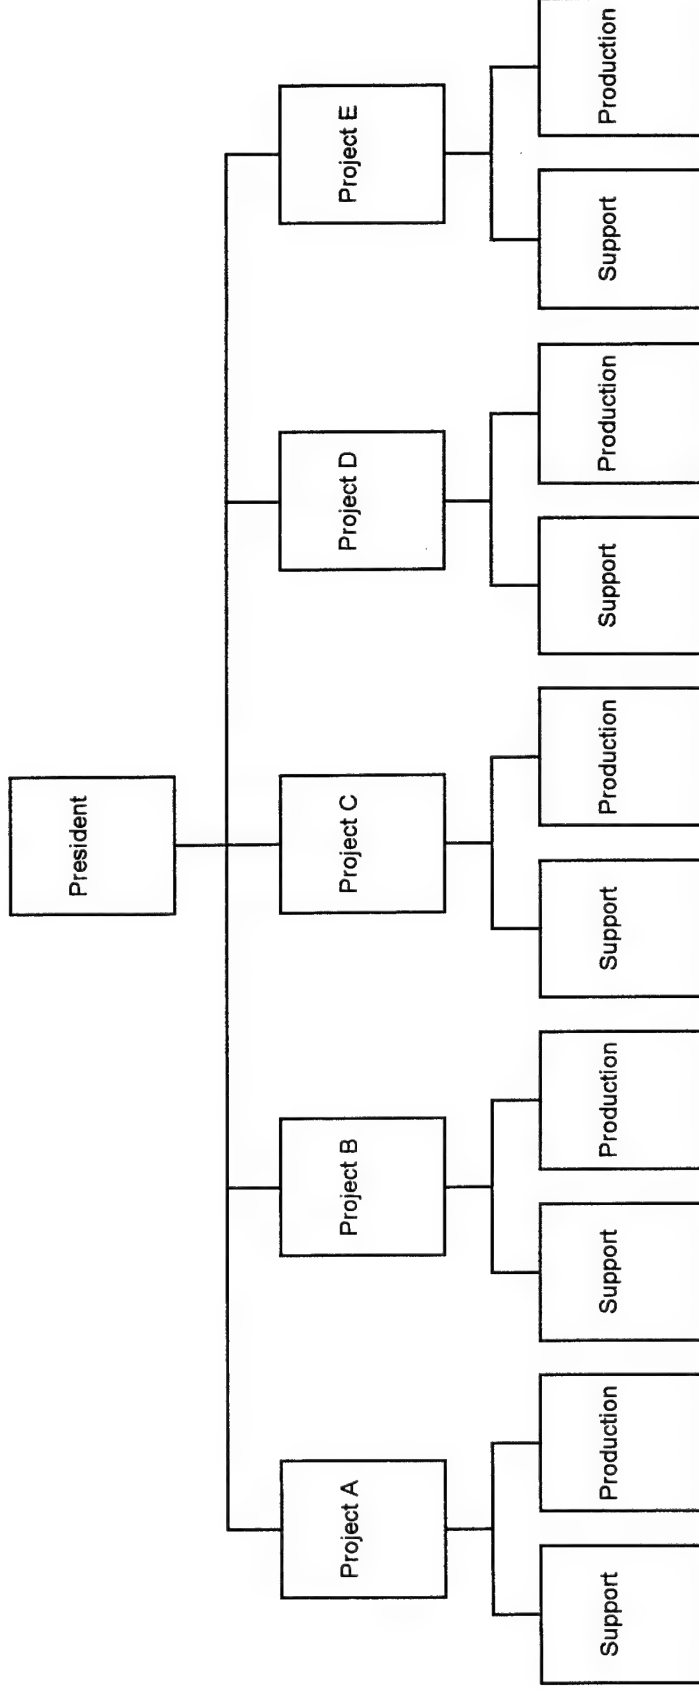 President
Project A
Project B
Project C
Project D
Project E
Support
Production
Support
Production
Support
Production
Support
Production
Support
Production